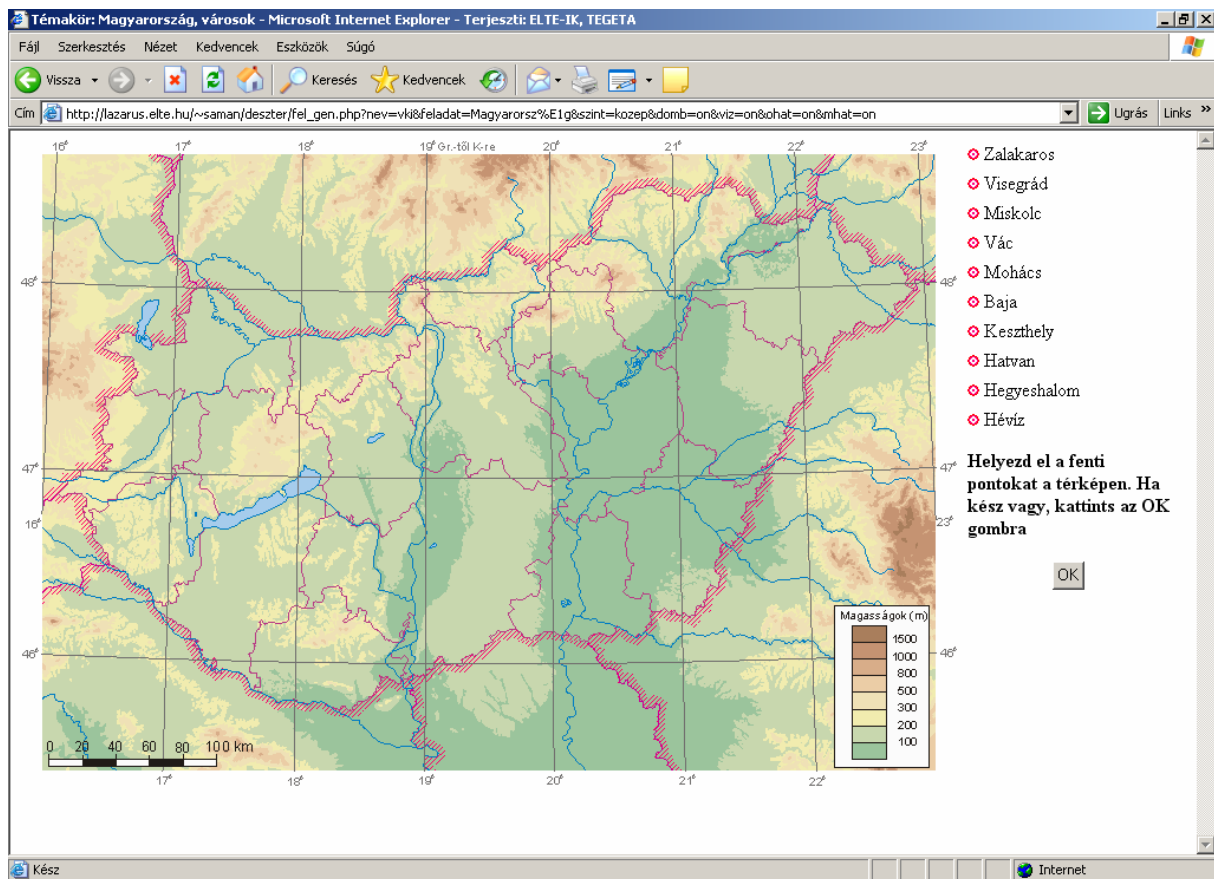 Témakör: Magyarország, városok - Microsoft Internet Explorer - Terjeszti: ELTE-IK, TEGETA
Fájl Szerkesztés Nézet Kedvencek Eszközök Súgó
Vissza Keresés Kedvencek
Cím http://lazarus.elte.hu/~saman/deszter/fel_gen.php?nev=vki&feladat=Magyarorsz%E1g&szint=kozep&domb=on&viz=on&ohat=on&mhat=on Ugrás Links »
16° 17° 18° 19° Gr.-től K-re 20° 21° 22° 23°
48° 48°
47° 47°
16° 23°
46° 46°
17° 18° 19° 20° 21° 22°
0 20 40 60 80 100 km
Magasságok (m)
1500
1000
800
500
300
200
100
Zalakaros
Visegrád
Miskolc
Vác
Mohács
Baja
Keszthely
Hatvan
Hegyeshalom
Hévíz
Helyezd el a fenti
pontokat a térképen. Ha
kész vagy, kattints az OK
gombra
OK
Kész Internet